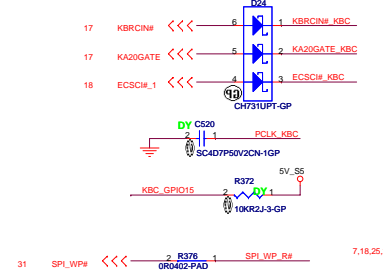 D24
17 KBRCIN# 6 1 KBRCIN#_KBC
17 KA20GATE 5 2 KA20GATE_KBC
18 ECSCI#_1 4 3 ECSCI#_KBC
CH731UPT-GP
DY C520
2 1 PCLK_KBC
SC4D7P50V2CN-1GP
5V_S5
KBC_GPIO15 2 R372 DY 1
10KR2J-3-GP
7,18,25,
31 SPI_WP# 2 R376 1 SPI_WP_R#
0R0402-PAD